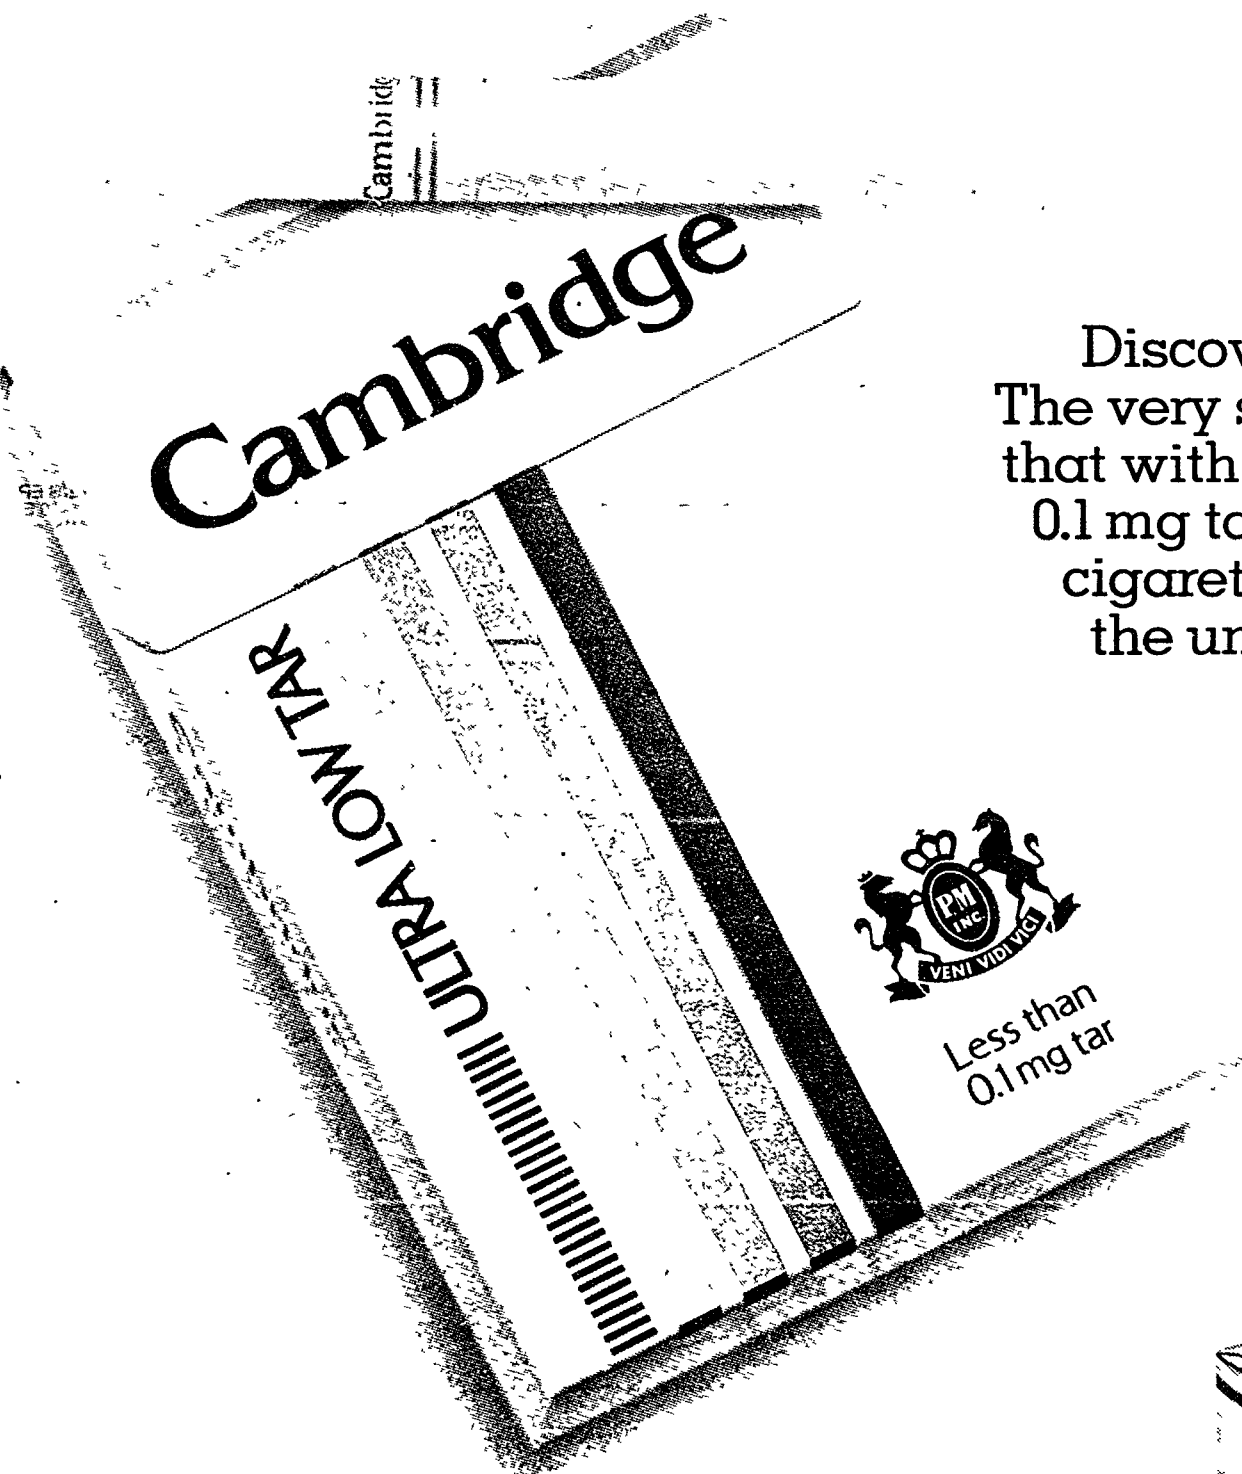 Cambridg
Cambridge
Discov
The very s
that with
0.1 mg ta
cigaret
the un
ULTRA LOW TAR
PM
INC.
VENI VIDI VICI
Less than
0.1 mg tar